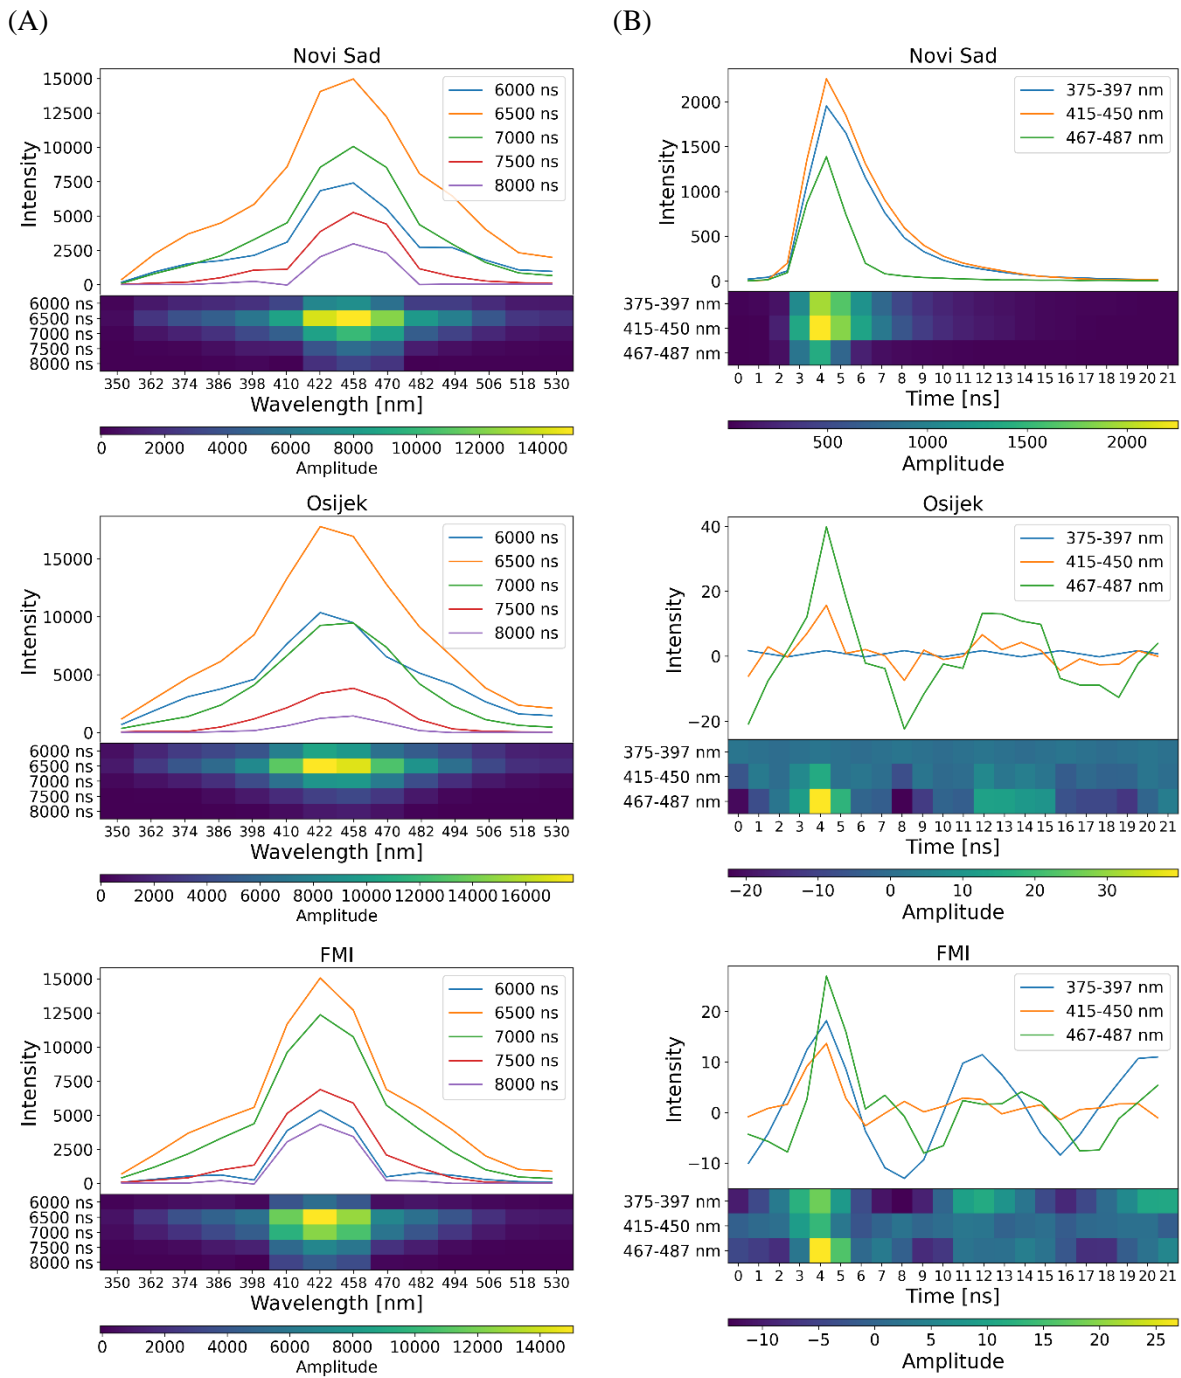 (A)
Novi Sad
15000
12500
10000
7500
5000
2500
0
Intensity
6000 ns
6500 ns
7000 ns
7500 ns
8000 ns
6000 ns
6500 ns
7000 ns
7500 ns
8000 ns
350 362 374 386 398 410 422 458 470 482 494 506 518 530
Wavelength [nm]
0 2000 4000 6000 8000 10000 12000 14000
Amplitude
Osijek
15000
10000
5000
0
Intensity
6000 ns
6500 ns
7000 ns
7500 ns
8000 ns
6000 ns
6500 ns
7000 ns
7500 ns
8000 ns
350 362 374 386 398 410 422 458 470 482 494 506 518 530
Wavelength [nm]
0 2000 4000 6000 8000 10000 12000 14000 16000
Amplitude
FMI
15000
12500
10000
7500
5000
2500
0
Intensity
6000 ns
6500 ns
7000 ns
7500 ns
8000 ns
6000 ns
6500 ns
7000 ns
7500 ns
8000 ns
350 362 374 386 398 410 422 458 470 482 494 506 518 530
Wavelength [nm]
0 2000 4000 6000 8000 10000 12000 14000
Amplitude
(B)
Novi Sad
2000
1500
1000
500
0
Intensity
375-397 nm
415-450 nm
467-487 nm
375-397 nm
415-450 nm
467-487 nm
0 1 2 3 4 5 6 7 8 9 10 11 12 13 14 15 16 17 18 19 20 21
Time [ns]
500 1000 1500 2000
Amplitude
Osijek
40
20
0
−20
Intensity
375-397 nm
415-450 nm
467-487 nm
375-397 nm
415-450 nm
467-487 nm
0 1 2 3 4 5 6 7 8 9 10 11 12 13 14 15 16 17 18 19 20 21
Time [ns]
−20 −10 0 10 20 30
Amplitude
FMI
20
10
0
−10
Intensity
375-397 nm
415-450 nm
467-487 nm
375-397 nm
415-450 nm
467-487 nm
0 1 2 3 4 5 6 7 8 9 10 11 12 13 14 15 16 17 18 19 20 21
Time [ns]
−10 −5 0 5 10 15 20 25
Amplitude